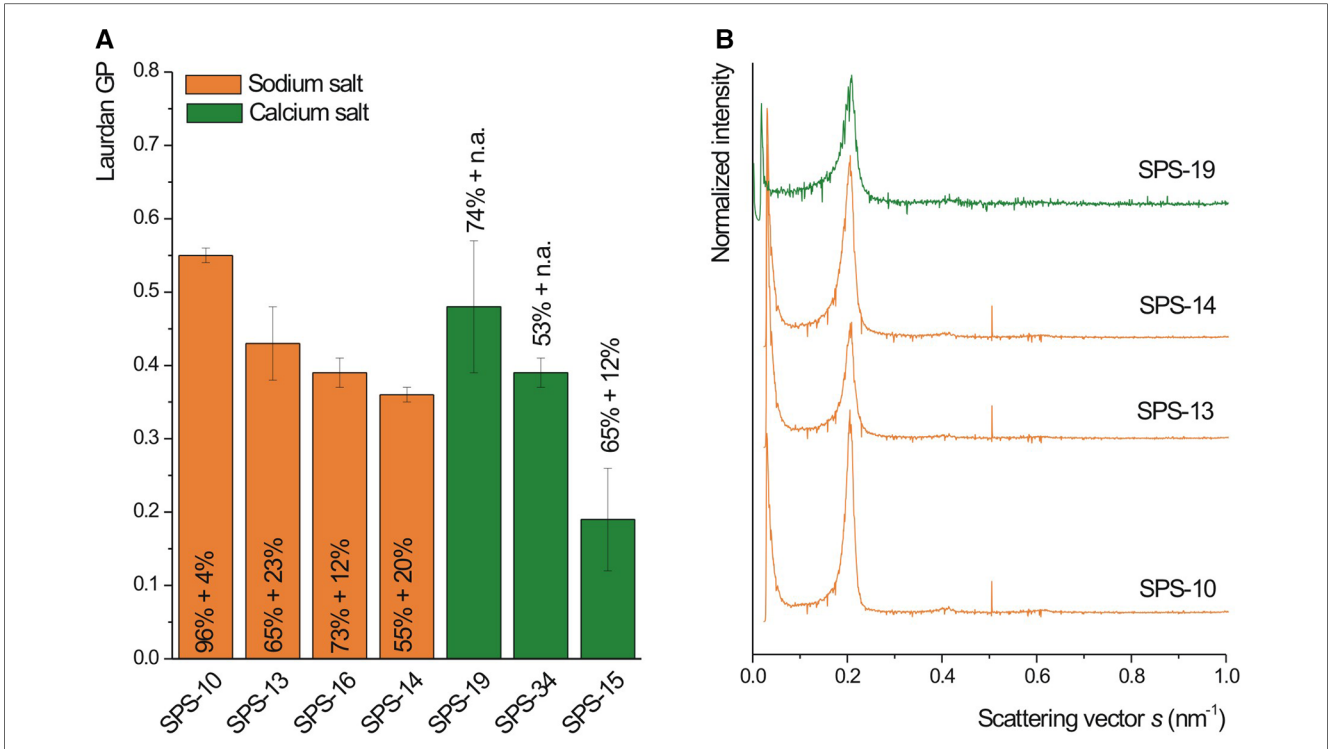 A
Laurdan GP
0.8
0.7
0.6
0.5
0.4
0.3
0.2
0.1
0.0
Sodium salt
Calcium salt
96% + 4%
65% + 23%
73% + 12%
55% + 20%
74% + n.a.
53% + n.a.
65% + 12%
SPS-10
SPS-13
SPS-16
SPS-14
SPS-19
SPS-34
SPS-15
B
Normalized intensity
SPS-19
SPS-14
SPS-13
SPS-10
0.0 0.2 0.4 0.6 0.8 1.0
Scattering vector s (nm⁻¹)